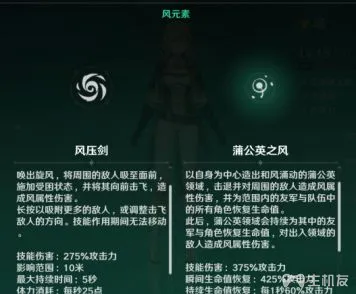 风元素
风压剑
唤出旋风，将周围的敌人吸至面前，
施加受困状态，并将其向前击飞，造
成风属性伤害。
长按以吸附更多的敌人，或调整击飞
敌人的方向。技能作用期间无法移动
。
技能伤害：275%攻击力
影响范围：10米
最大持续时间：5秒
体力消耗：每秒25点
蒲公英之风
以自身为中心造出和风涌动的蒲公英
领域，击退并对周围的敌人造成风属
性伤害，并为范围内的友军与队伍中
的所有角色恢复生命值。
此后，蒲公英领域会持续为其中的友
军与角色恢复生命值，对出入领域的
敌人造成风属性伤害。
技能伤害：375%攻击力
瞬间生命值恢复：425%
持续生命值恢复：每1秒60%攻击力
手机友